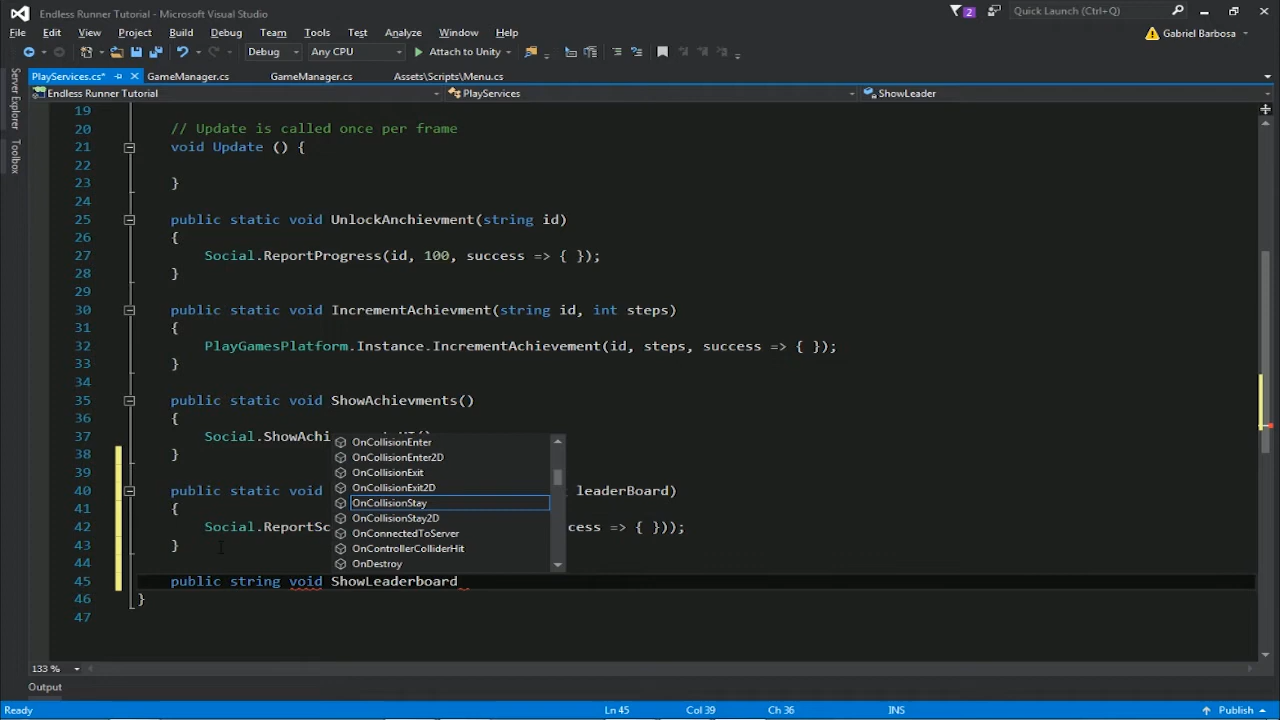 Endless Runner Tutorial - Microsoft Visual Studio
2
Quick Launch (Ctrl+Q)
File Edit View Project Build Debug Team Tools Test Analyze Window Help
Gabriel Barbosa
Debug Any CPU Attach to Unity
PlayServices.cs* GameManager.cs GameManager.cs Assets\Scripts\Menu.cs
Endless Runner Tutorial PlayServices ShowLeader
Server Explorer
Toolbox
19
20 // Update is called once per frame
21 void Update () {
22
23 }
24
25 public static void UnlockAnchievment(string id)
26 {
27 Social.ReportProgress(id, 100, success => { });
28 }
29
30 public static void IncrementAchievment(string id, int steps)
31 {
32 PlayGamesPlatform.Instance.IncrementAchievement(id, steps, success => { });
33 }
34
35 public static void ShowAchievments()
36 {
37 Social.ShowAchi
38 }
39
40 public static void leaderBoard)
41 {
42 Social.ReportSc cess => { }));
43 }
44
45 public string void ShowLeaderboard
46 }
47
OnCollisionEnter
OnCollisionEnter2D
OnCollisionExit
OnCollisionExit2D
OnCollisionStay
OnCollisionStay2D
OnConnectedToServer
OnControllerColliderHit
OnDestroy
133 %
Output
Ready Ln 45 Col 39 Ch 36 INS Publish